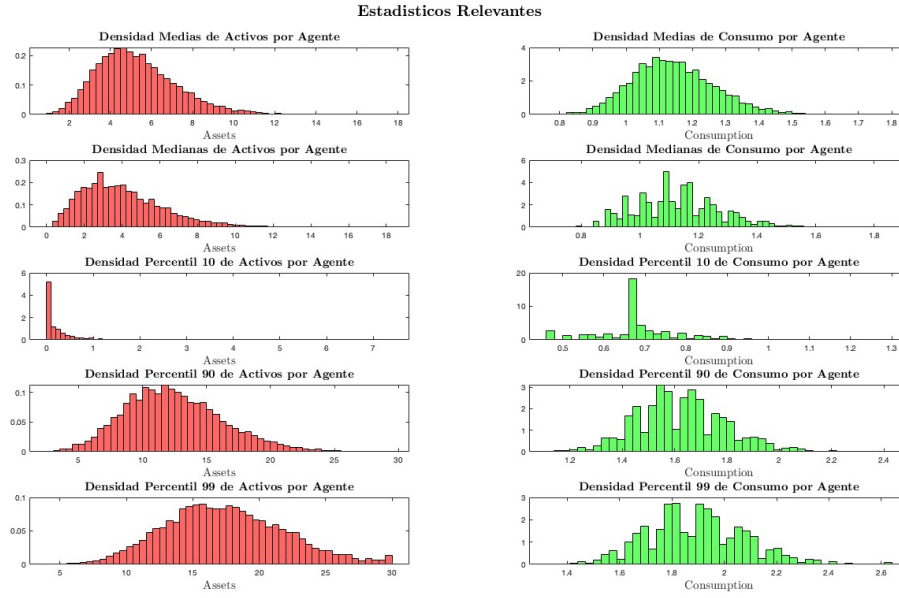 Estadisticos Relevantes
Densidad Medias de Activos por Agente
0.2
0.1
0
2 4 6 8 10 12 14 16 18
Assets
Densidad Medias de Consumo por Agente
4
2
0
0.8 0.9 1 1.1 1.2 1.3 1.4 1.5 1.6 1.7 1.8
Consumption
Densidad Medianas de Activos por Agente
0.3
0.2
0.1
0
0 2 4 6 8 10 12 14 16 18
Assets
Densidad Medianas de Consumo por Agente
6
4
2
0
0.8 1 1.2 1.4 1.6 1.8
Consumption
Densidad Percentil 10 de Activos por Agente
6
4
2
0
0 1 2 3 4 5 6 7
Assets
Densidad Percentil 10 de Consumo por Agente
20
10
0
0.5 0.6 0.7 0.8 0.9 1 1.1 1.2 1.3
Consumption
Densidad Percentil 90 de Activos por Agente
0.1
0.05
0
5 10 15 20 25 30
Assets
Densidad Percentil 90 de Consumo por Agente
3
2
1
0
1.2 1.4 1.6 1.8 2 2.2 2.4
Consumption
Densidad Percentil 99 de Activos por Agente
0.1
0.05
0
5 10 15 20 25 30
Assets
Densidad Percentil 99 de Consumo por Agente
3
2
1
0
1.4 1.6 1.8 2 2.2 2.4 2.6
Consumption